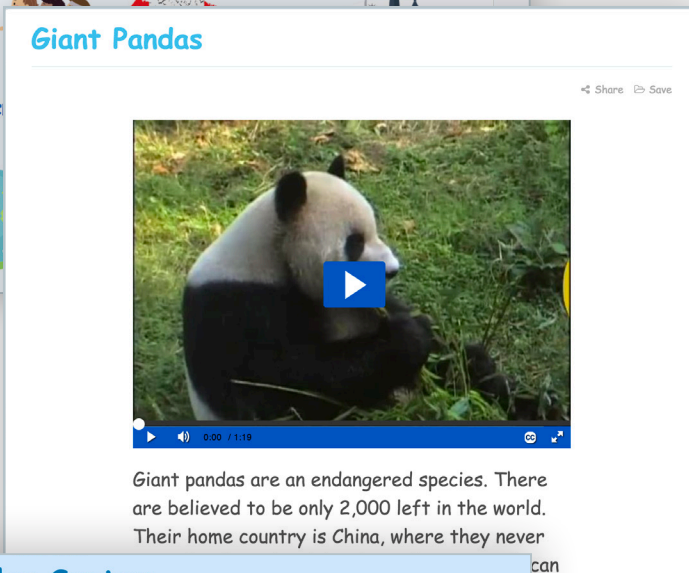 Giant Pandas
Share Save
0:00 / 1:19
CC
Giant pandas are an endangered species. There
are believed to be only 2,000 left in the world.
Their home country is China, where they never
can